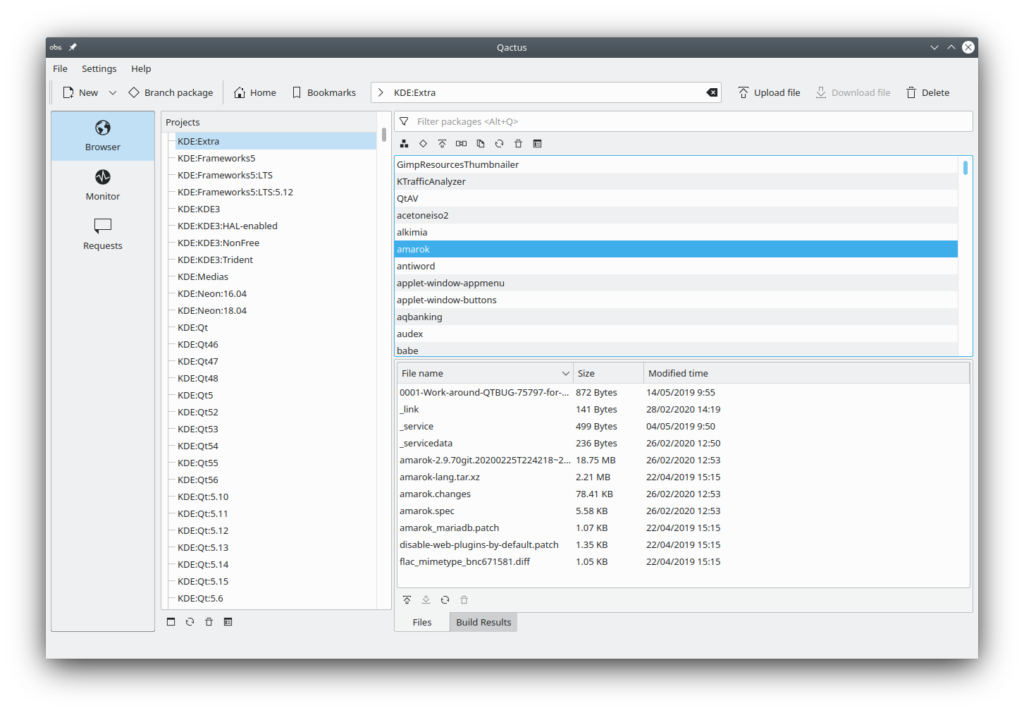 obs Qactus
File Settings Help
New Branch package Home Bookmarks KDE:Extra Upload file Download file Delete
Browser
Monitor
Requests
Projects
KDE:Extra
KDE:Frameworks5
KDE:Frameworks5:LTS
KDE:Frameworks5:LTS:5.12
KDE:KDE3
KDE:KDE3:HAL-enabled
KDE:KDE3:NonFree
KDE:KDE3:Trident
KDE:Medias
KDE:Neon:16.04
KDE:Neon:18.04
KDE:Qt
KDE:Qt46
KDE:Qt47
KDE:Qt48
KDE:Qt5
KDE:Qt52
KDE:Qt53
KDE:Qt54
KDE:Qt55
KDE:Qt56
KDE:Qt:5.10
KDE:Qt:5.11
KDE:Qt:5.12
KDE:Qt:5.13
KDE:Qt:5.14
KDE:Qt:5.15
KDE:Qt:5.6
Filter packages <Alt+Q>
GimpResourcesThumbnailer
KTrafficAnalyzer
QtAV
acetoneiso2
alkimia
amarok
antiword
applet-window-appmenu
applet-window-buttons
aqbanking
audex
babe
File name Size Modified time
0001-Work-around-QTBUG-75797-for-... 872 Bytes 14/05/2019 9:55
_link 141 Bytes 28/02/2020 14:19
_service 499 Bytes 04/05/2019 9:50
_servicedata 236 Bytes 26/02/2020 12:50
amarok-2.9.70git.20200225T224218~2... 18.75 MB 26/02/2020 12:53
amarok-lang.tar.xz 2.21 MB 22/04/2019 15:15
amarok.changes 78.41 KB 26/02/2020 12:53
amarok.spec 5.58 KB 26/02/2020 12:53
amarok_mariadb.patch 1.07 KB 22/04/2019 15:15
disable-web-plugins-by-default.patch 1.35 KB 22/04/2019 15:15
flac_mimetype_bnc671581.diff 1.05 KB 22/04/2019 15:15
Files Build Results